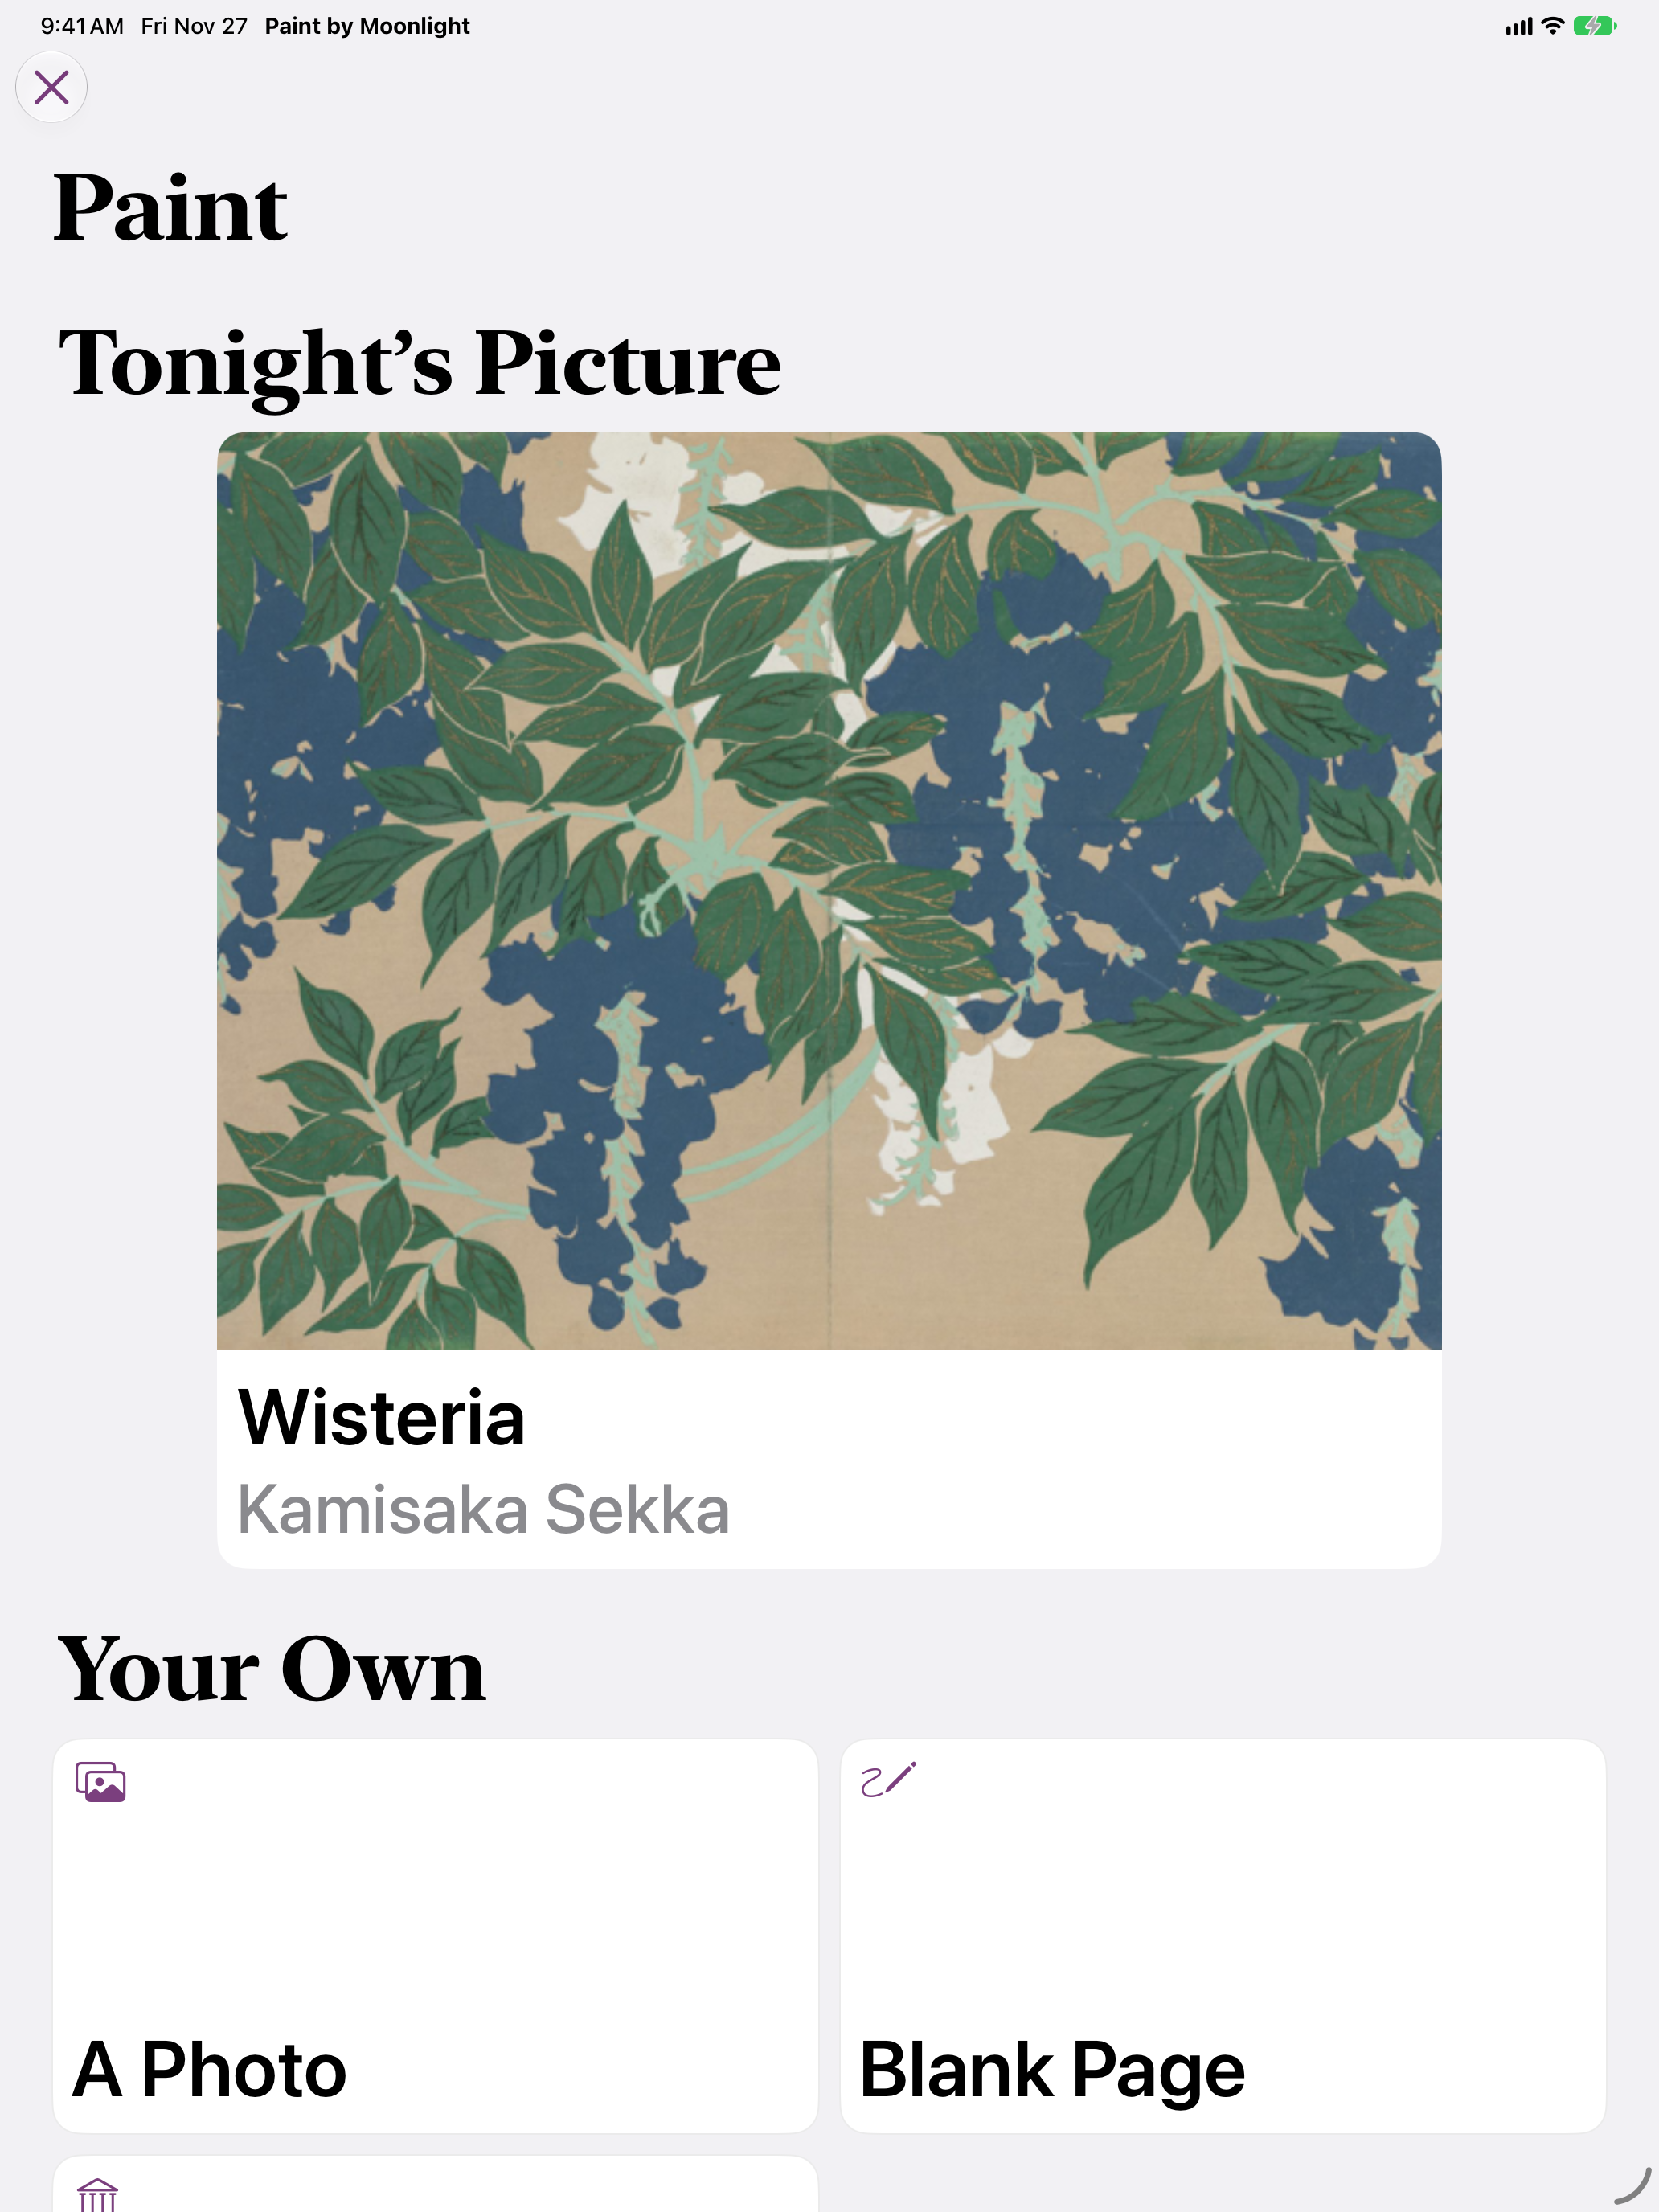 9:41 AM Fri Nov 27 Paint by Moonlight
Paint
Tonight’s Picture
Wisteria
Kamisaka Sekka
Your Own
A Photo
Blank Page